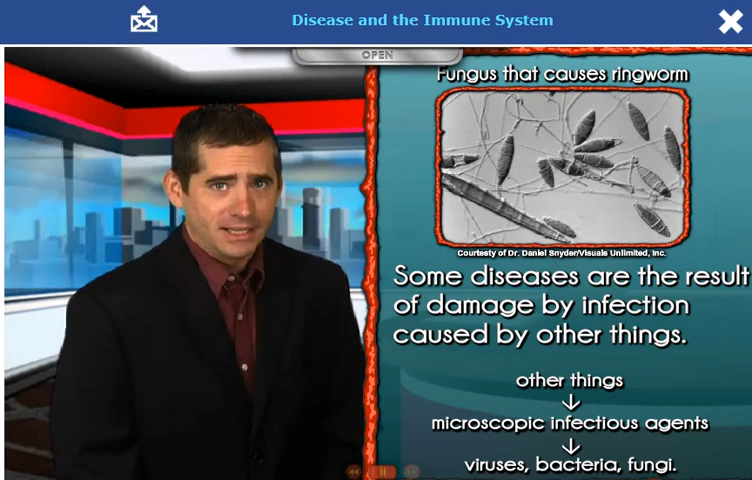 Disease and the Immune System
OPEN
Fungus that causes ringworm
Courtesty of Dr. Daniel Snyder/Visuals Unlimited, Inc.
Some diseases are the result
of damage by infection
caused by other things.
other things
↓
microscopic infectious agents
↓
viruses, bacteria, fungi.